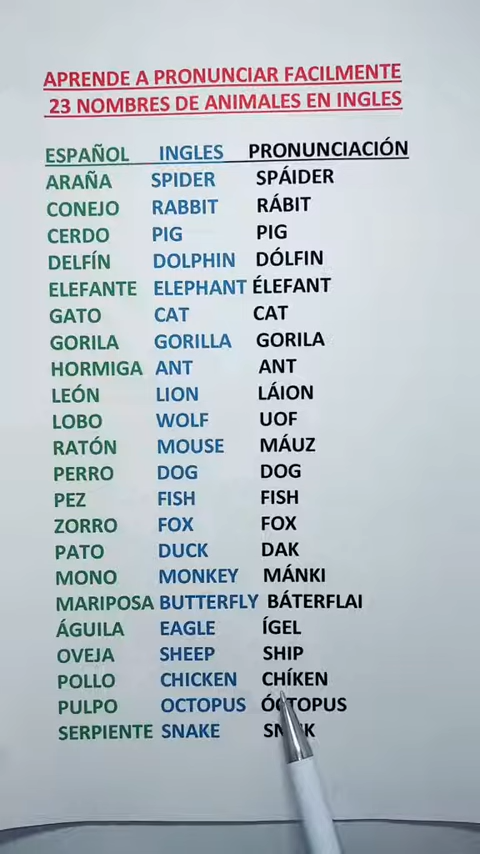 APRENDE A PRONUNCIAR FACILMENTE
23 NOMBRES DE ANIMALES EN INGLES
ESPAÑOL INGLES PRONUNCIACIÓN
ARAÑA SPIDER SPÁIDER
CONEJO RABBIT RÁBIT
CERDO PIG PIG
DELFÍN DOLPHIN DÓLFIN
ELEFANTE ELEPHANT ÉLEFANT
GATO CAT CAT
GORILA GORILLA GORILA
HORMIGA ANT ANT
LEÓN LION LÁION
LOBO WOLF UOF
RATÓN MOUSE MÁUZ
PERRO DOG DOG
PEZ FISH FISH
ZORRO FOX FOX
PATO DUCK DAK
MONO MONKEY MÁNKI
MARIPOSA BUTTERFLY BÁTERFLAI
ÁGUILA EAGLE ÍGEL
OVEJA SHEEP SHIP
POLLO CHICKEN CHÍKEN
PULPO OCTOPUS ÓCTOPUS
SERPIENTE SNAKE